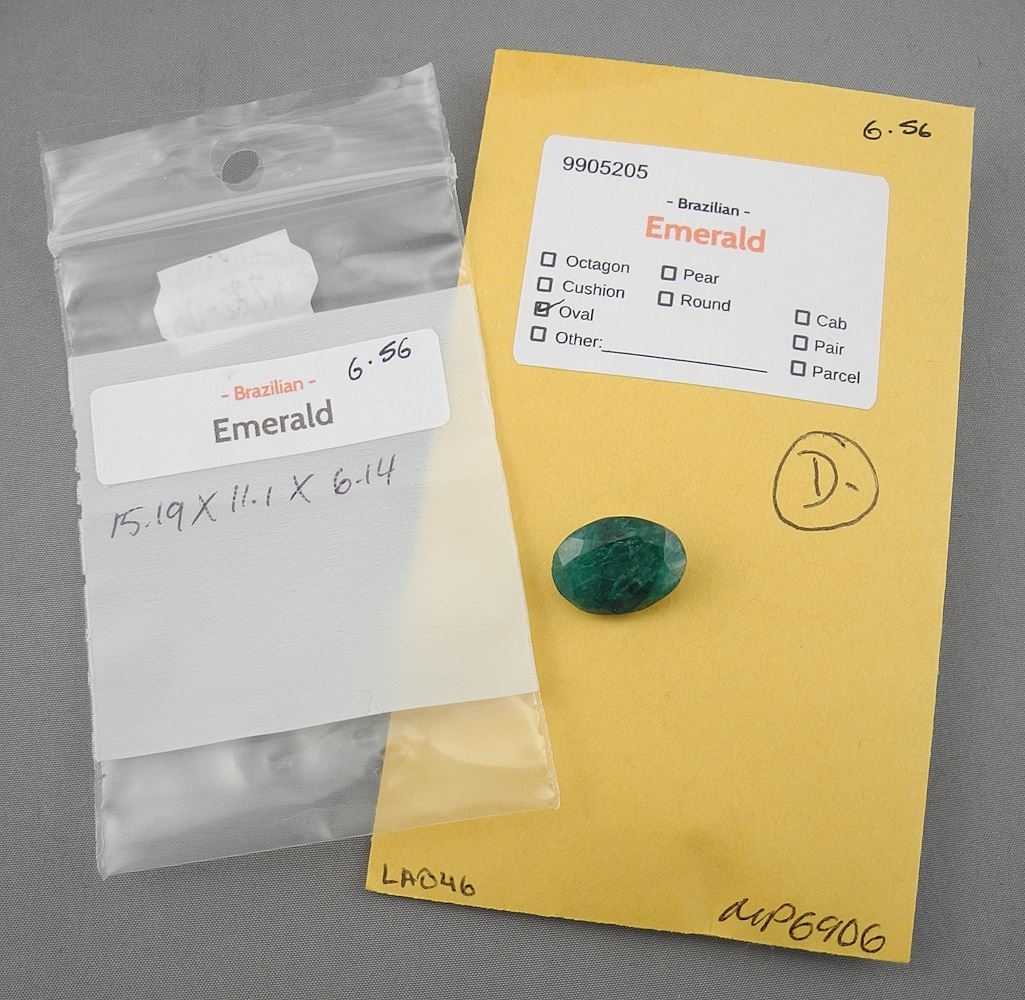 6.56
- Brazilian -
Emerald
15.19 X 11.1 X 6.14
6.56
9905205
- Brazilian -
Emerald
Octagon
Cushion
Oval
Other:
Pear
Round
Cab
Pair
Parcel
D-
LA046
MP6906